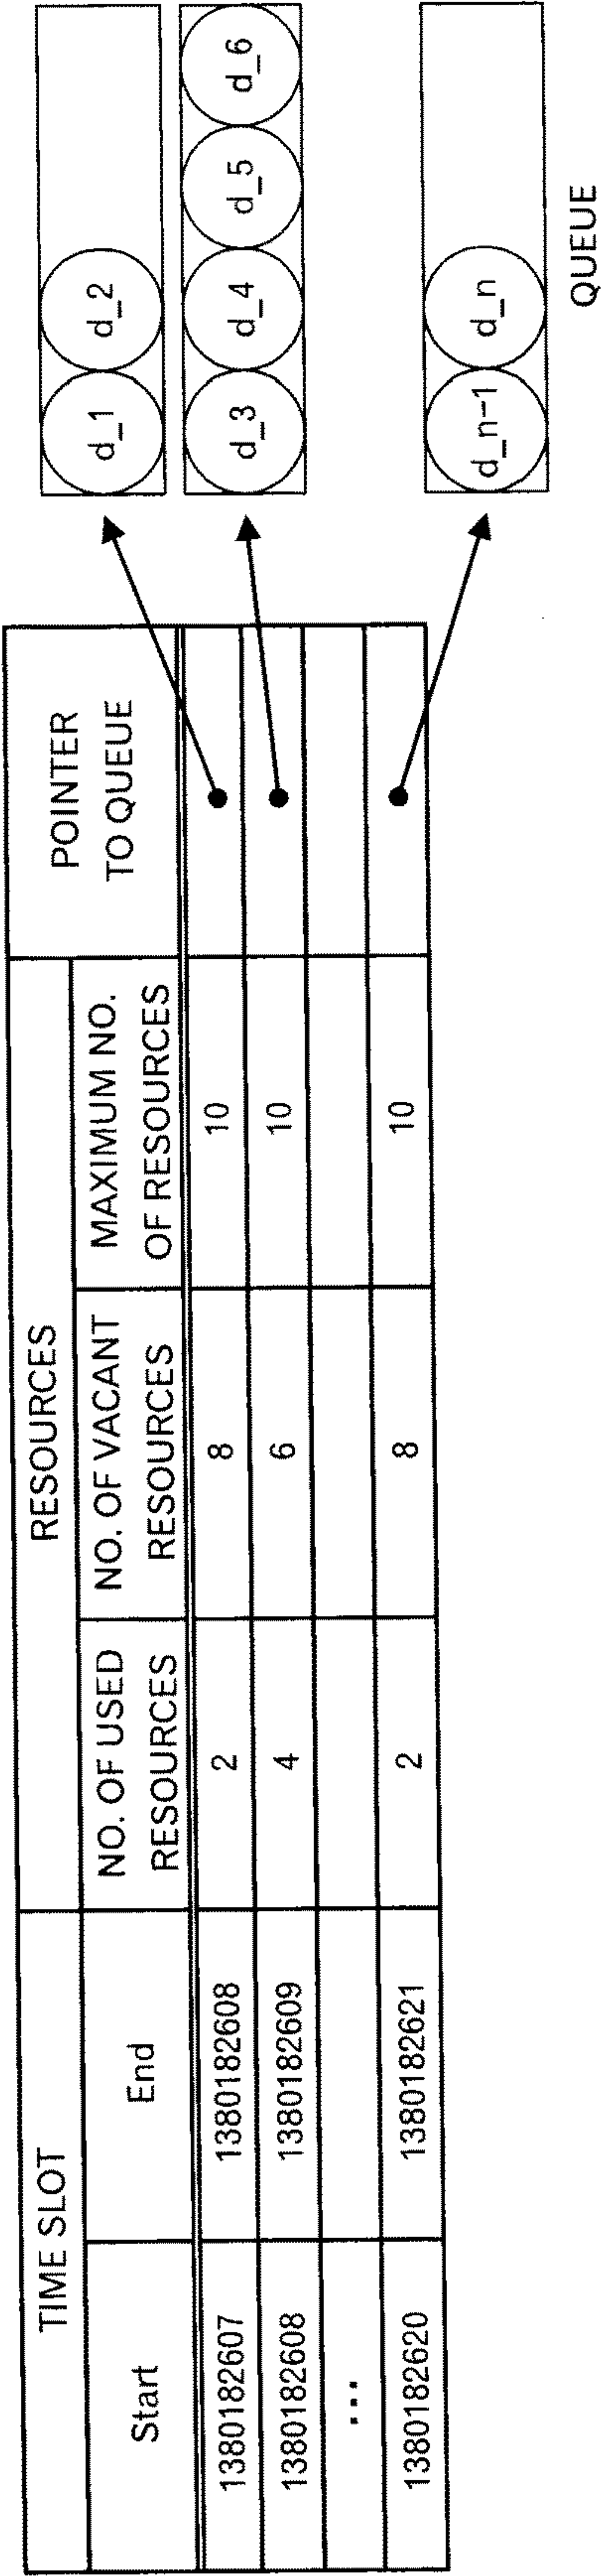 TIME SLOT
RESOURCES
POINTER
TO QUEUE
Start
End
NO. OF USED
RESOURCES
NO. OF VACANT
RESOURCES
MAXIMUM NO.
OF RESOURCES
1380182607 1380182608 2 8 10
1380182608 1380182609 4 6 10
...
1380182620 1380182621 2 8 10
d_1 d_2
d_3 d_4 d_5 d_6
d_n-1 d_n
QUEUE